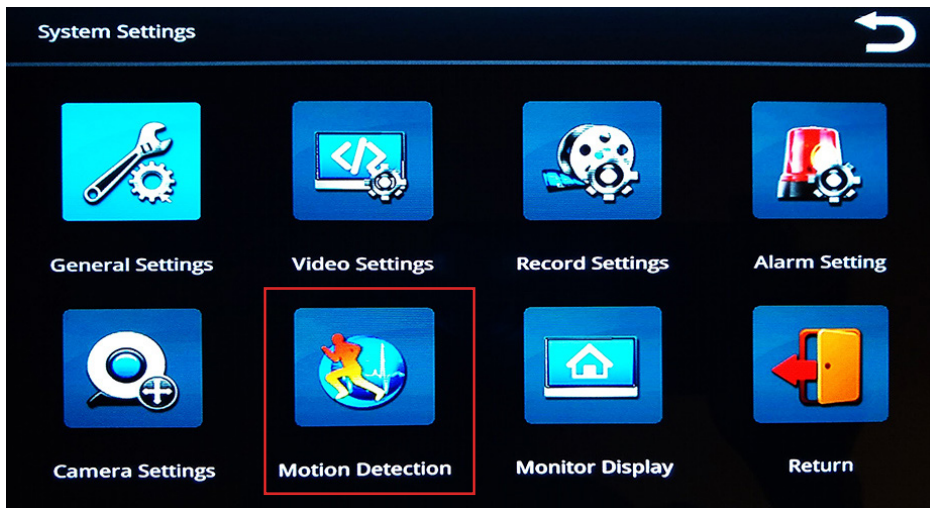 System Settings
General Settings
Video Settings
Record Settings
Alarm Setting
Camera Settings
Motion Detection
Monitor Display
Return